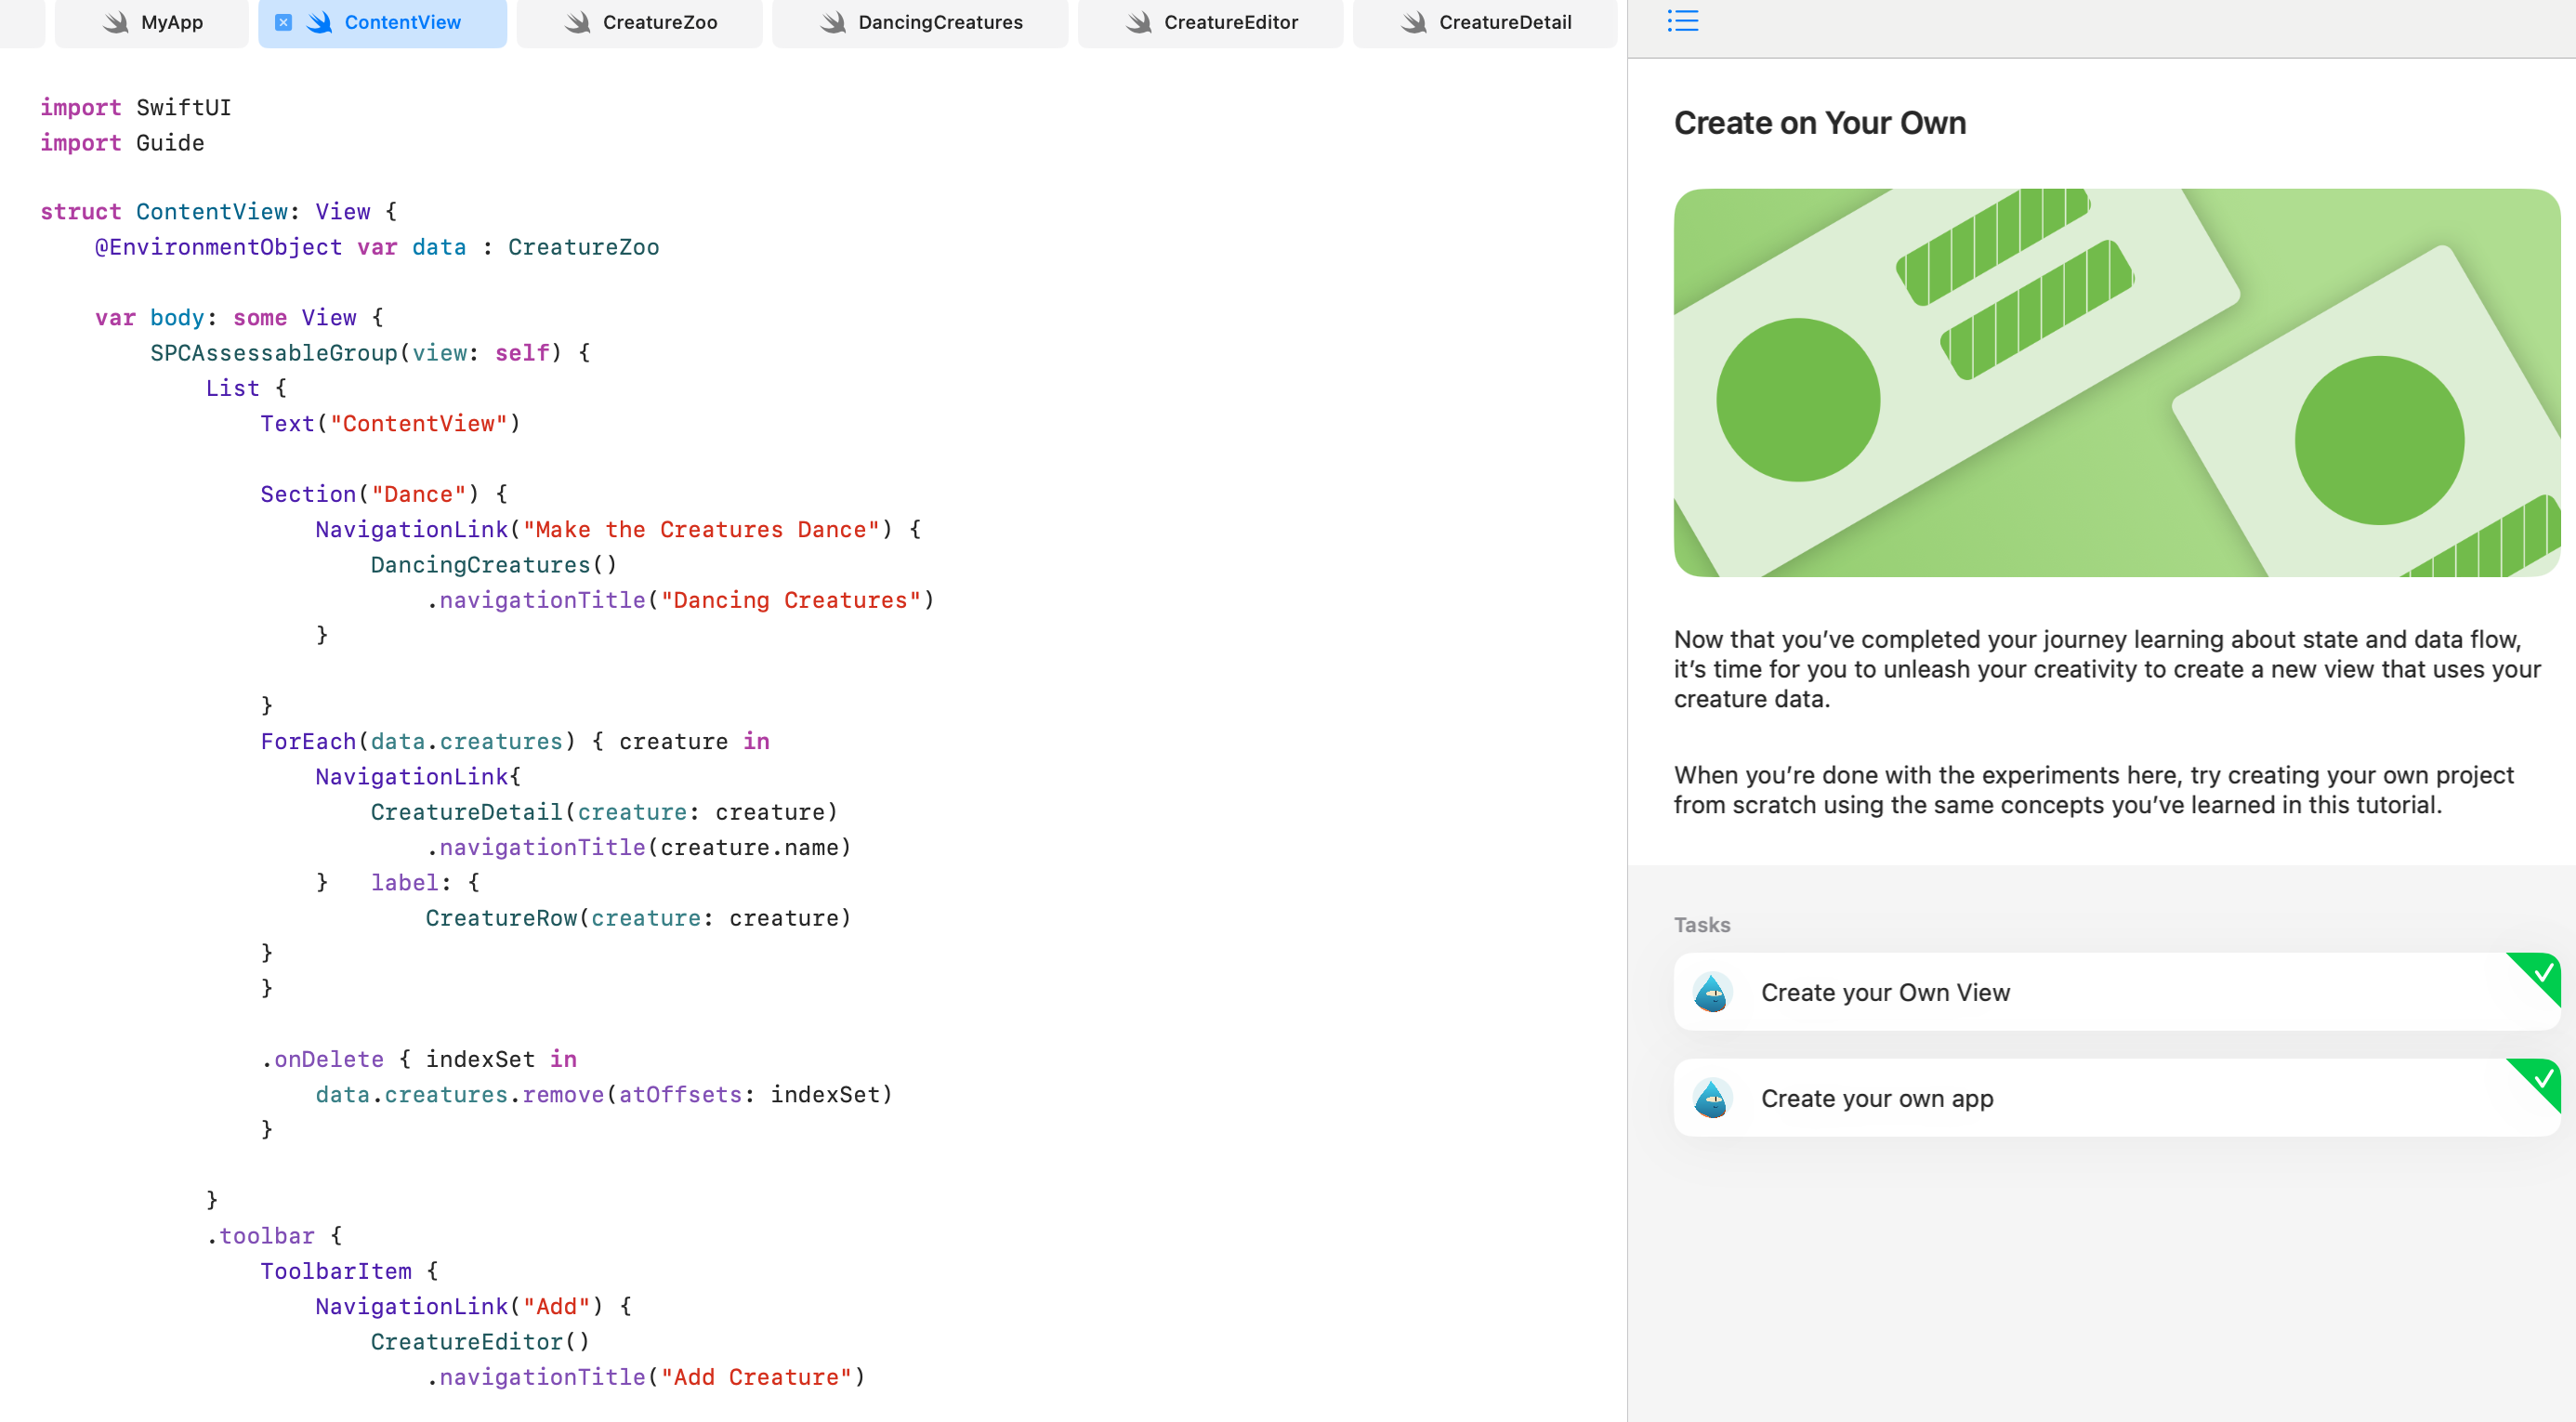 MyApp
ContentView
CreatureZoo
DancingCreatures
CreatureEditor
CreatureDetail
import SwiftUI
import Guide
struct ContentView: View {
@EnvironmentObject var data : CreatureZoo
var body: some View {
SPCAssessableGroup(view: self) {
List {
Text("ContentView")
Section("Dance") {
NavigationLink("Make the Creatures Dance") {
DancingCreatures()
.navigationTitle("Dancing Creatures")
}
}
ForEach(data.creatures) { creature in
NavigationLink{
CreatureDetail(creature: creature)
.navigationTitle(creature.name)
}   label: {
CreatureRow(creature: creature)
}
}
.onDelete { indexSet in
data.creatures.remove(atOffsets: indexSet)
}
}
.toolbar {
ToolbarItem {
NavigationLink("Add") {
CreatureEditor()
.navigationTitle("Add Creature")
Create on Your Own
Now that you’ve completed your journey learning about state and data flow,
it’s time for you to unleash your creativity to create a new view that uses your
creature data.
When you’re done with the experiments here, try creating your own project
from scratch using the same concepts you’ve learned in this tutorial.
Tasks
Create your Own View
Create your own app